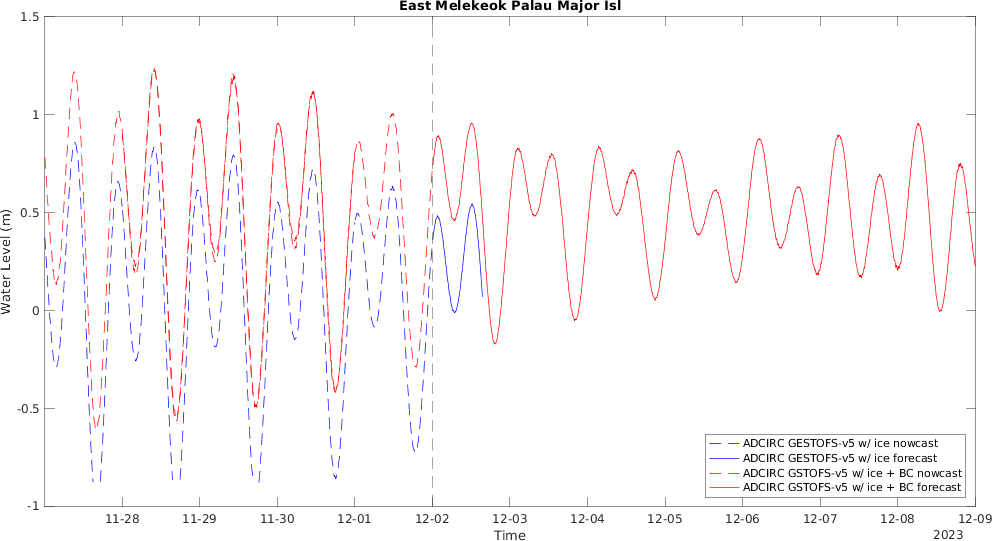 East Melekeok Palau Major Isl
1.5
1
0.5
0
-0.5
-1
Water Level (m)
ADCIRC GESTOFS-v5 w/ ice nowcast
ADCIRC GESTOFS-v5 w/ ice forecast
ADCIRC GSTOFS-v5 w/ ice + BC nowcast
ADCIRC GSTOFS-v5 w/ ice + BC forecast
11-28 11-29 11-30 12-01 12-02 12-03 12-04 12-05 12-06 12-07 12-08 12-09
Time
2023